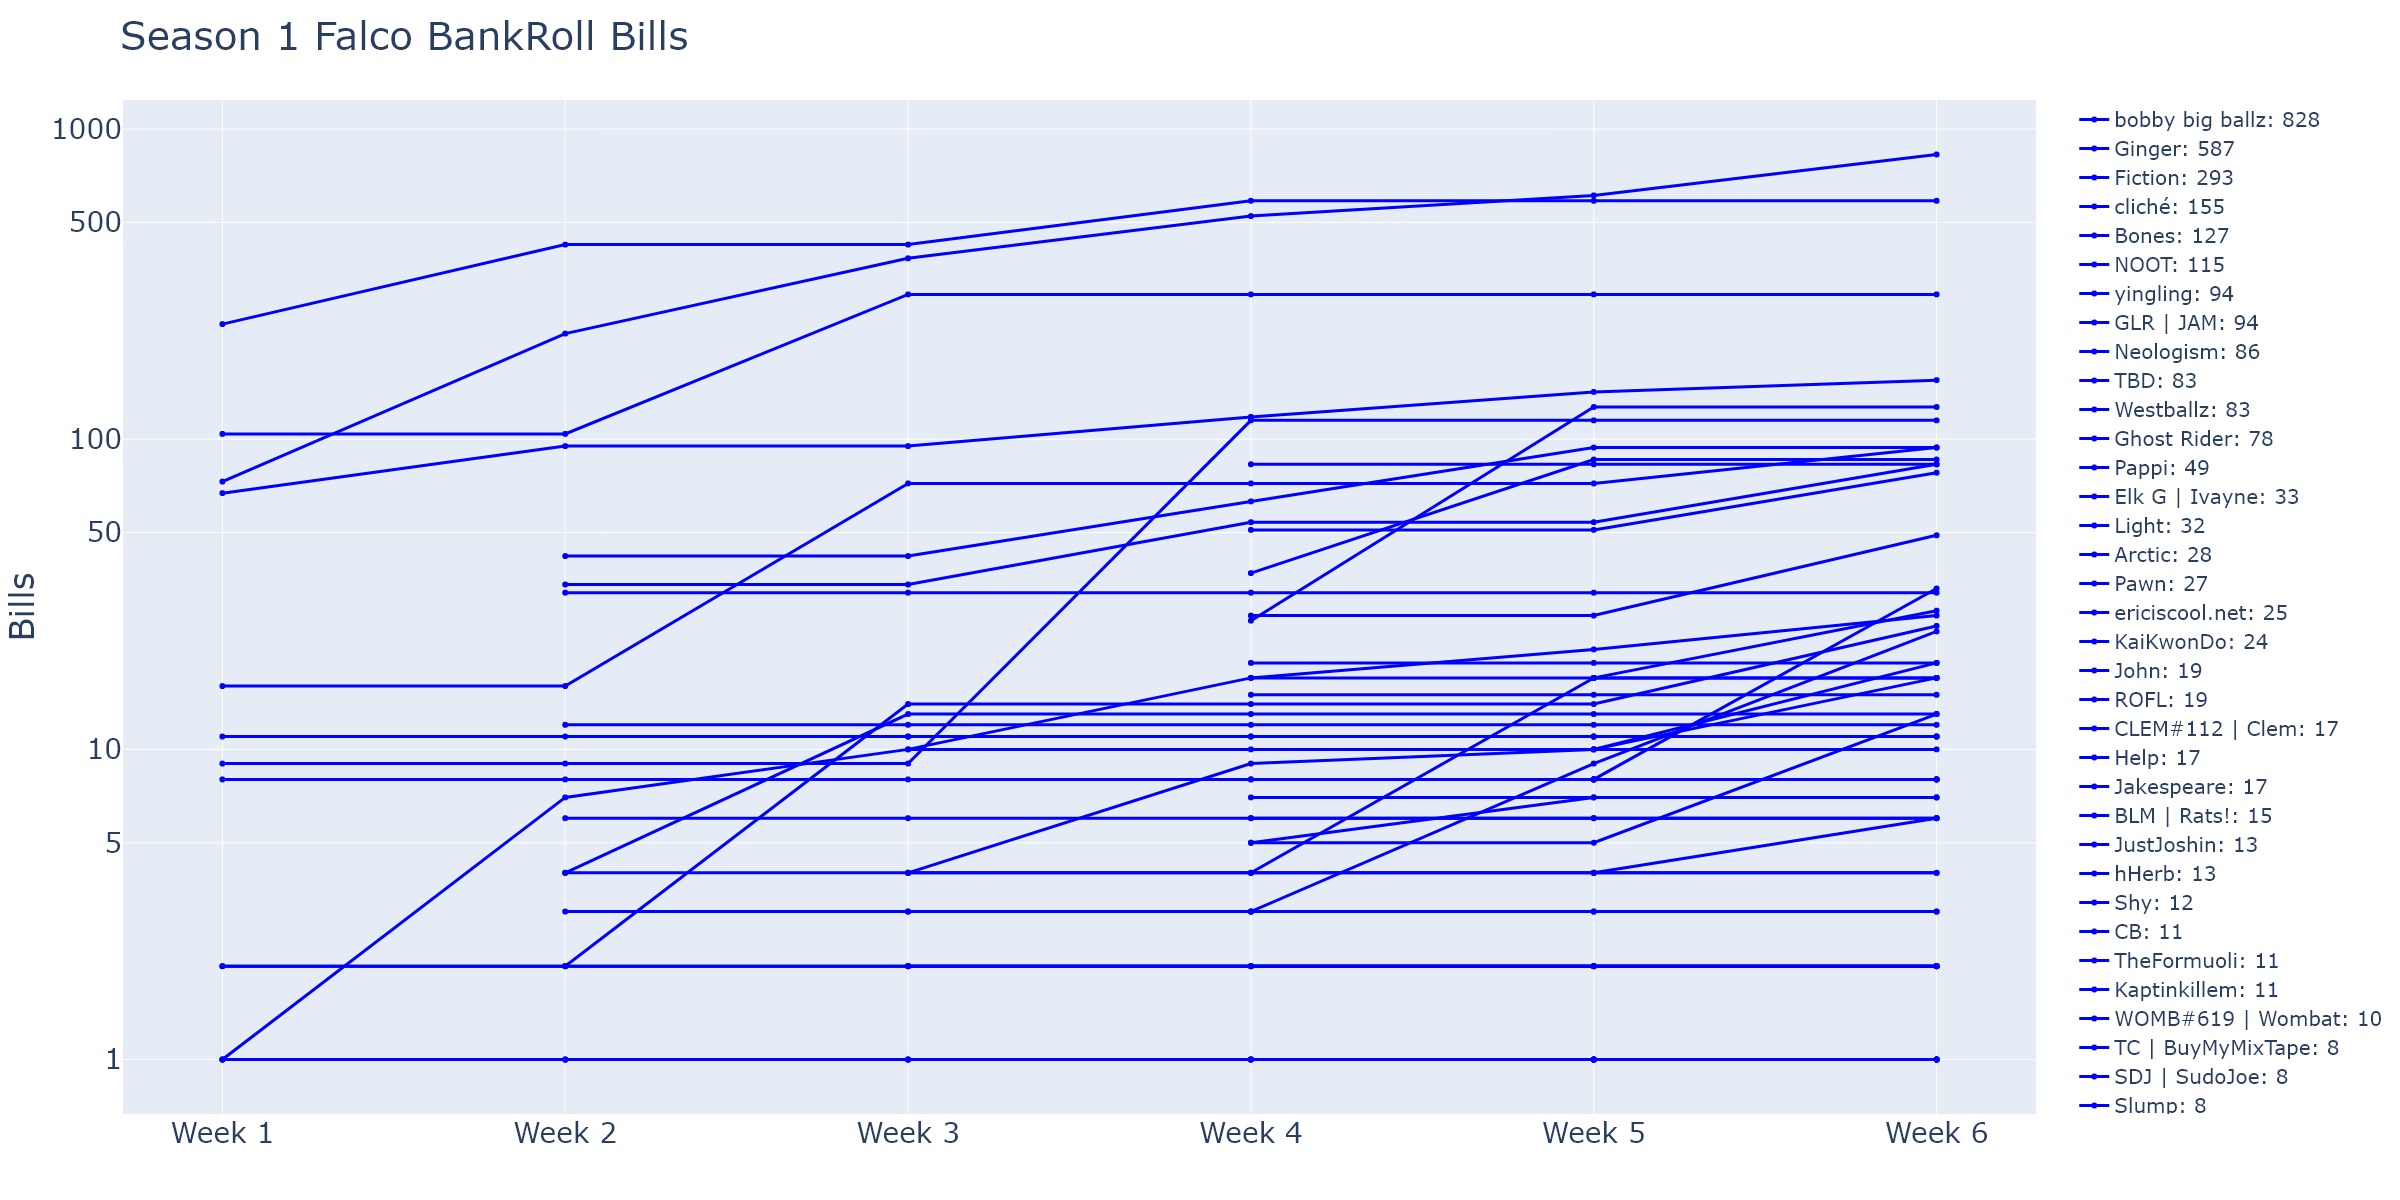 Season 1 Falco BankRoll Bills
Bills
1000
500
100
50
10
5
1
Week 1
Week 2
Week 3
Week 4
Week 5
Week 6
bobby big ballz: 828
Ginger: 587
Fiction: 293
cliché: 155
Bones: 127
NOOT: 115
yingling: 94
GLR | JAM: 94
Neologism: 86
TBD: 83
Westballz: 83
Ghost Rider: 78
Pappi: 49
Elk G | Ivayne: 33
Light: 32
Arctic: 28
Pawn: 27
ericiscool.net: 25
KaiKwonDo: 24
John: 19
ROFL: 19
CLEM#112 | Clem: 17
Help: 17
Jakespeare: 17
BLM | Rats!: 15
JustJoshin: 13
hHerb: 13
Shy: 12
CB: 11
TheFormuoli: 11
Kaptinkillem: 11
WOMB#619 | Wombat: 10
TC | BuyMyMixTape: 8
SDJ | SudoJoe: 8
Slump: 8